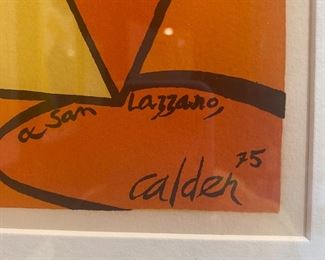 a San Lazzaro,
Calder 75